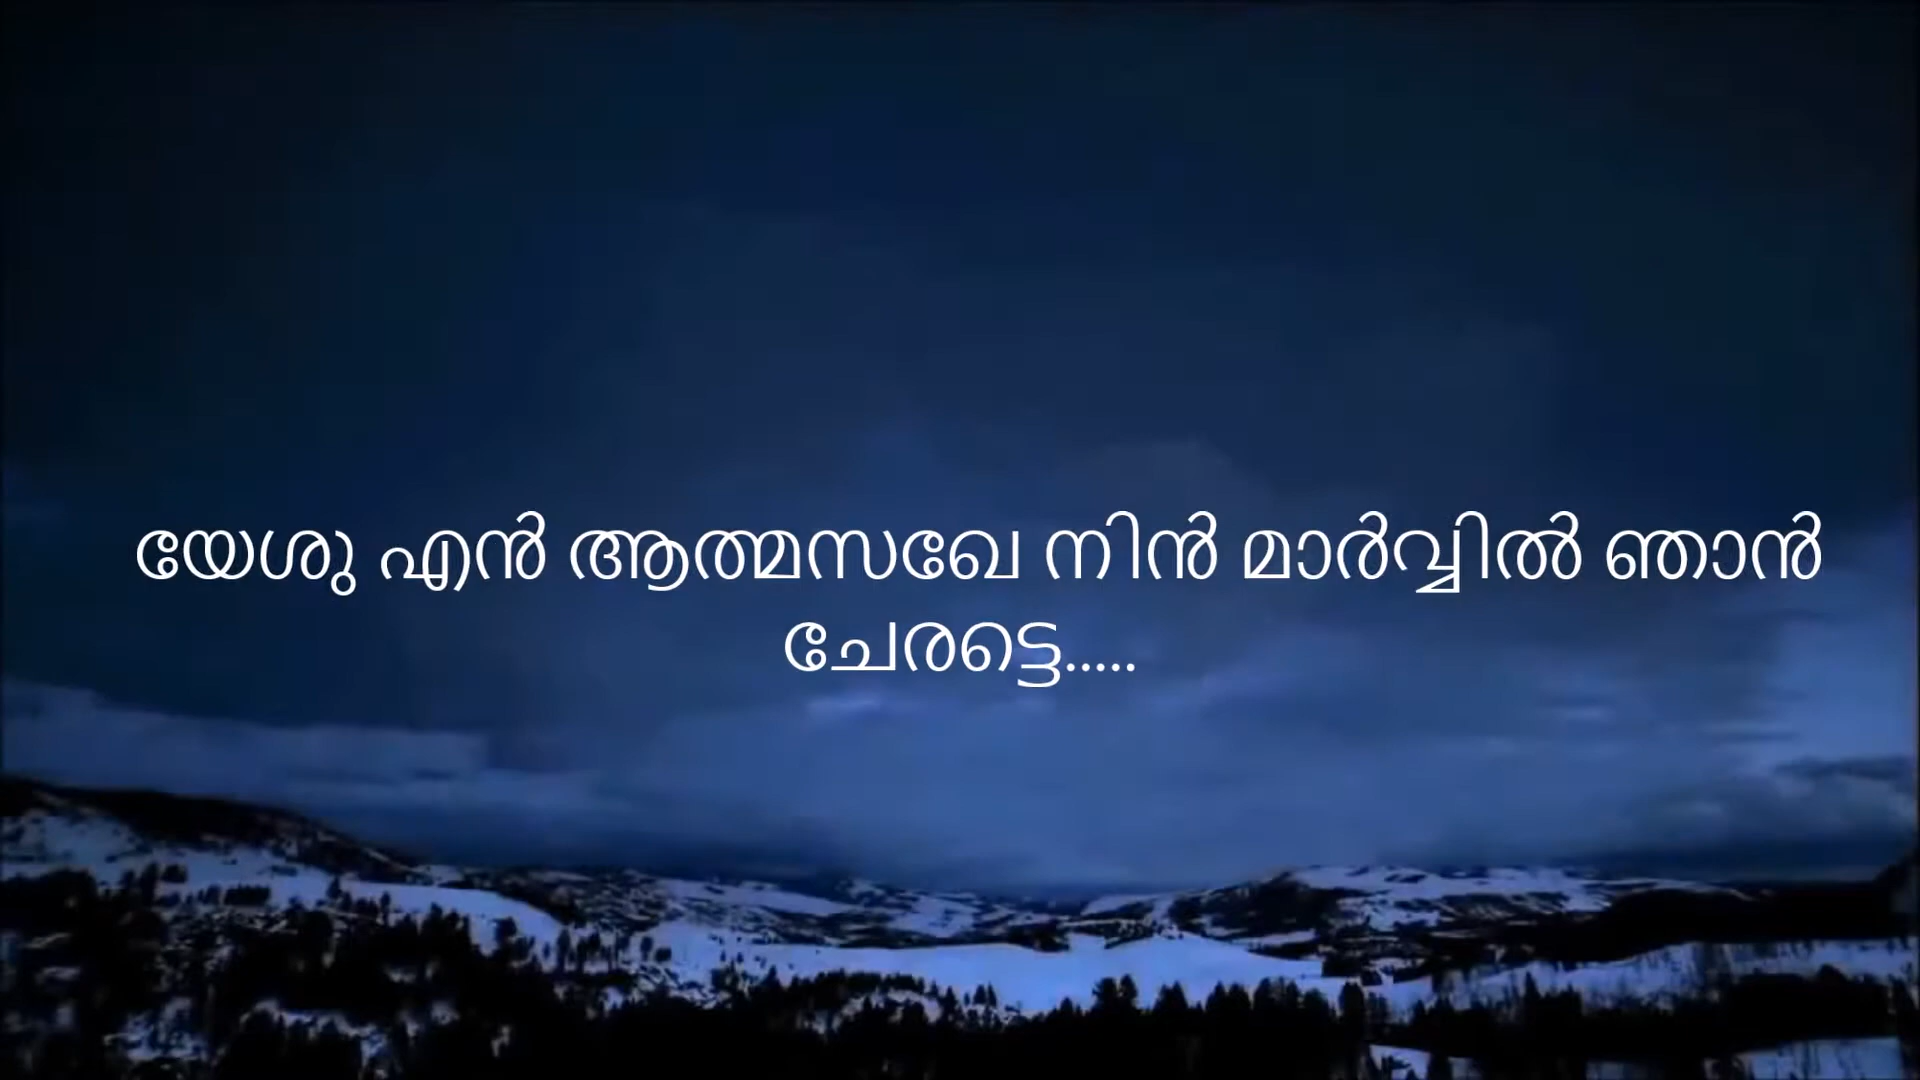 യേശു എൻ ആത്മസഖേ നിൻ മാർവ്വിൽ ഞാൻ
ചേരട്ടെ.....